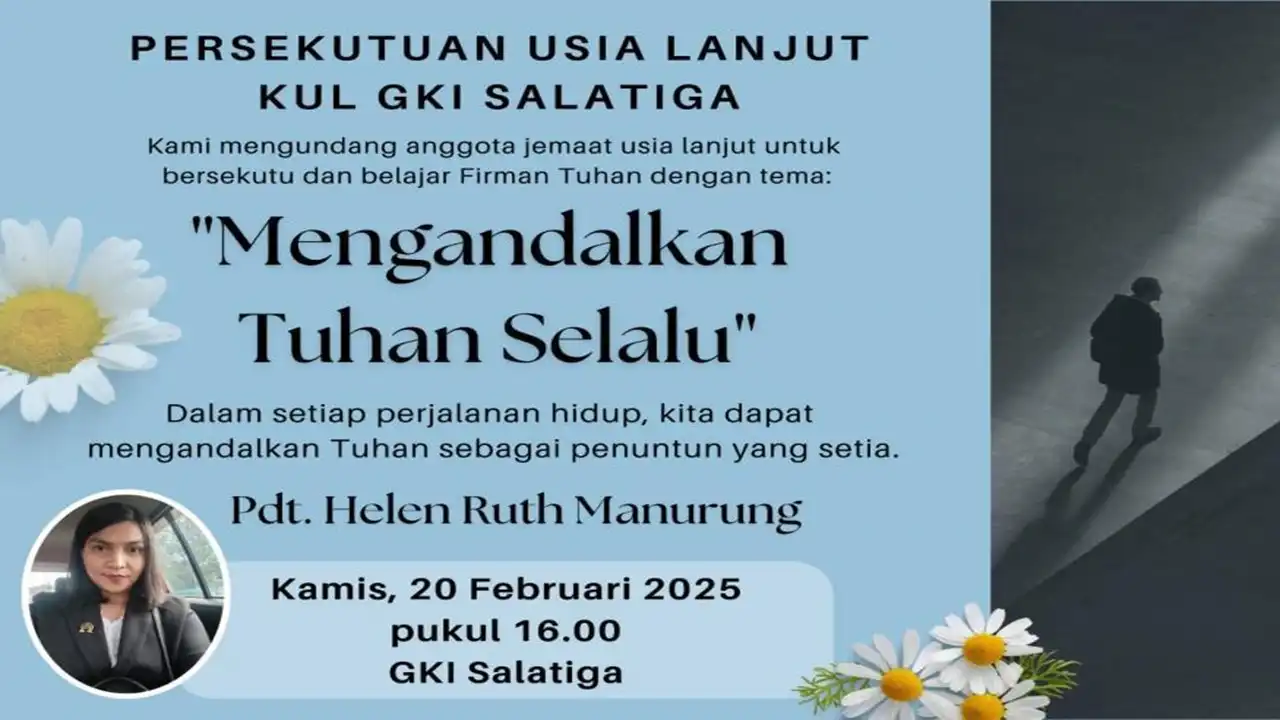 PERSEKUTUAN USIA LANJUT
KUL GKI SALATIGA
Kami mengundang anggota jemaat usia lanjut untuk
bersekutu dan belajar Firman Tuhan dengan tema:
"Mengandalkan
Tuhan Selalu"
Dalam setiap perjalanan hidup, kita dapat
mengandalkan Tuhan sebagai penuntun yang setia.
Pdt. Helen Ruth Manurung
Kamis, 20 Februari 2025
pukul 16.00
GKI Salatiga